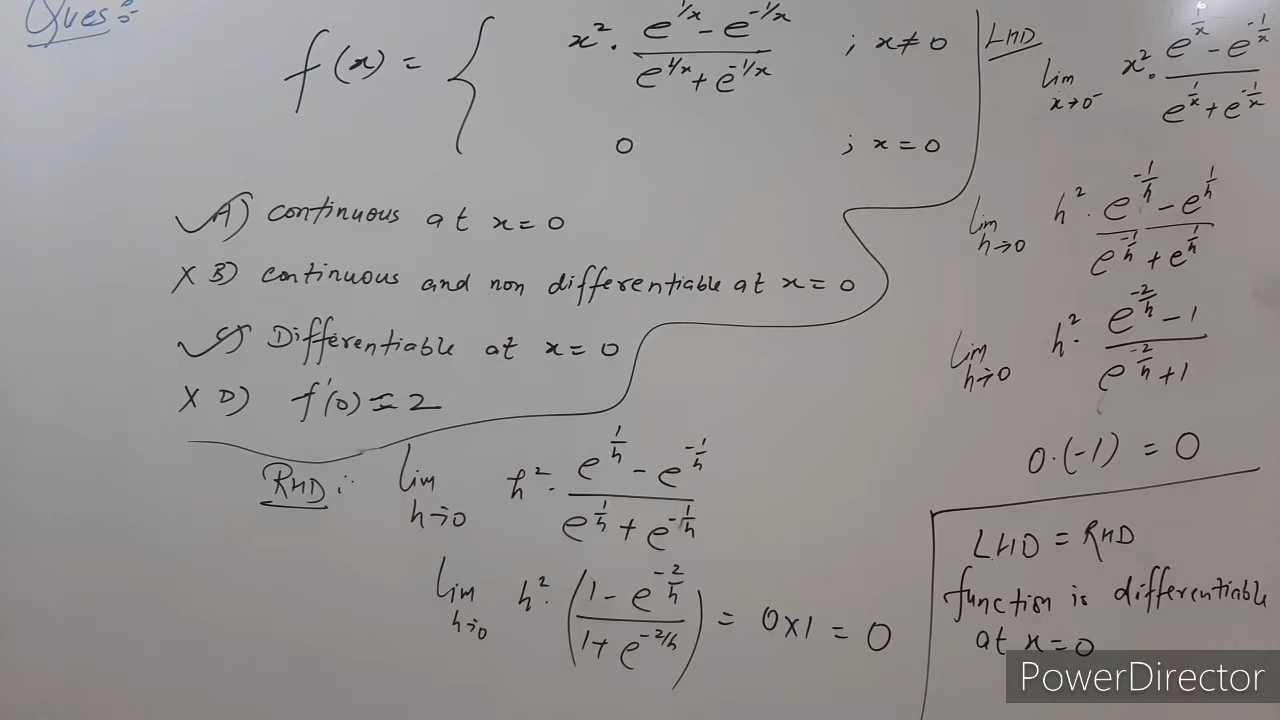 Ques:-
f(x) = { x² · (e^{1/x} - e^{-1/x}) / (e^{1/x} + e^{-1/x}) ; x ≠ 0
0 ; x = 0
A) continuous at x = 0
X B) continuous and non differentiable at x = 0
C) Differentiable at x = 0
X D) f'(0) = 2
RHD :- lim h→0 h² · (e^{1/h} - e^{-1/h}) / (e^{1/h} + e^{-1/h})
lim h→0 h² · ((1 - e^{-2/h}) / (1 + e^{-2/h})) = 0 × 1 = 0
LHD
lim x→0⁻ x² · (e^{1/x} - e^{-1/x}) / (e^{1/x} + e^{-1/x})
lim h→0 h² · (e^{-1/h} - e^{1/h}) / (e^{-1/h} + e^{1/h})
lim h→0 h² · (e^{-2/h} - 1) / (e^{-2/h} + 1)
0 · (-1) = 0
LHD = RHD
function is differentiable
at x = 0
PowerDirector